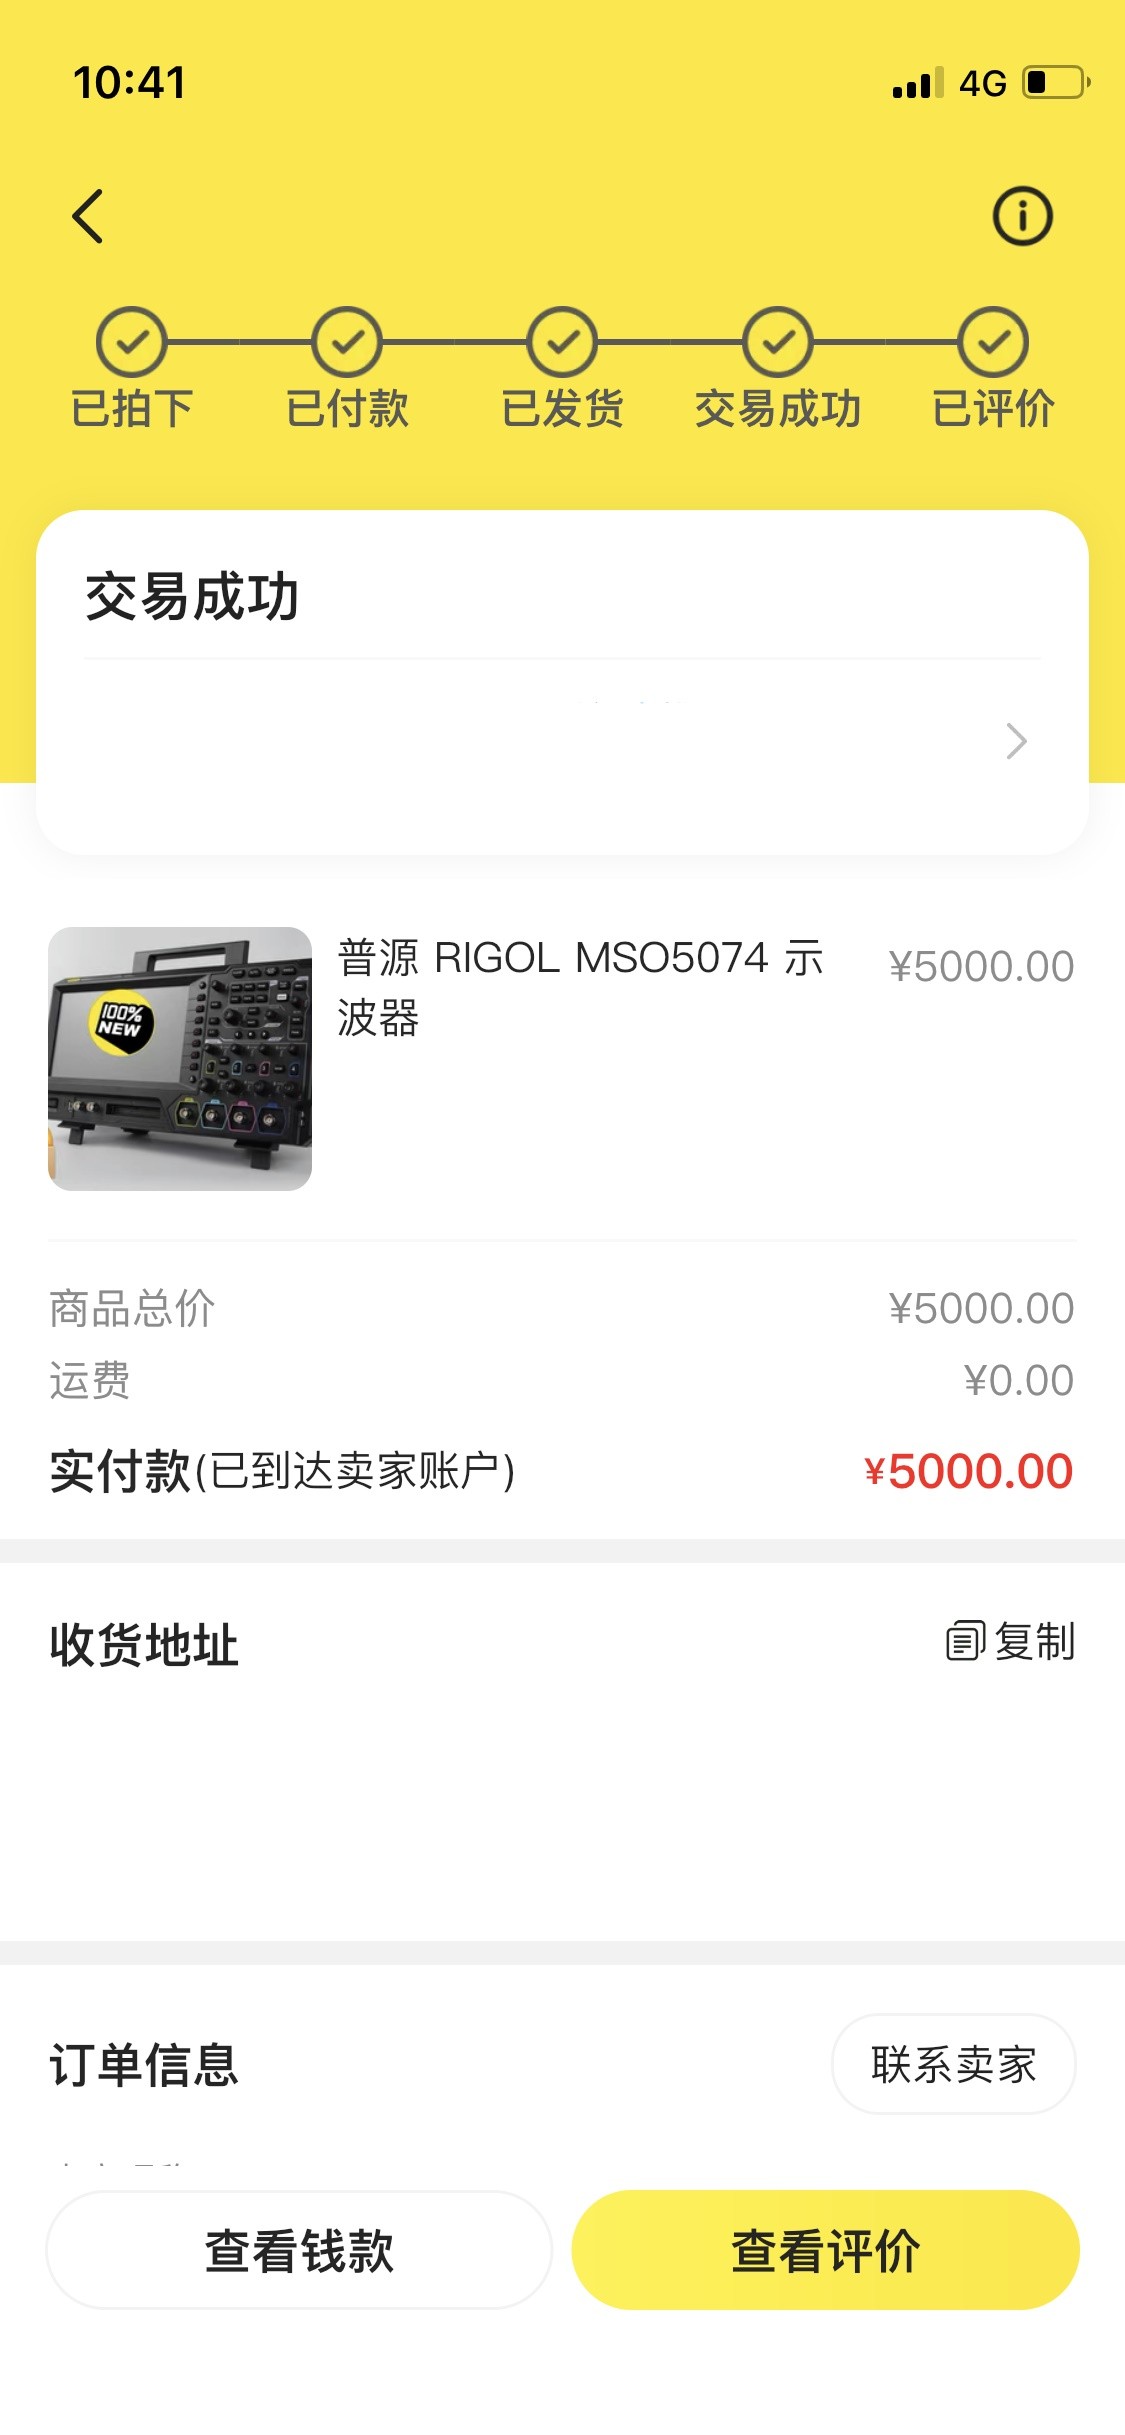 10:41
4G
已拍下 已付款 已发货 交易成功 已评价
交易成功
普源 RIGOL MSO5074 示
波器
¥5000.00
100%
NEW
商品总价 ¥5000.00
运费 ¥0.00
实付款(已到达卖家账户) ¥5000.00
收货地址 复制
订单信息 联系卖家
查看钱款 查看评价